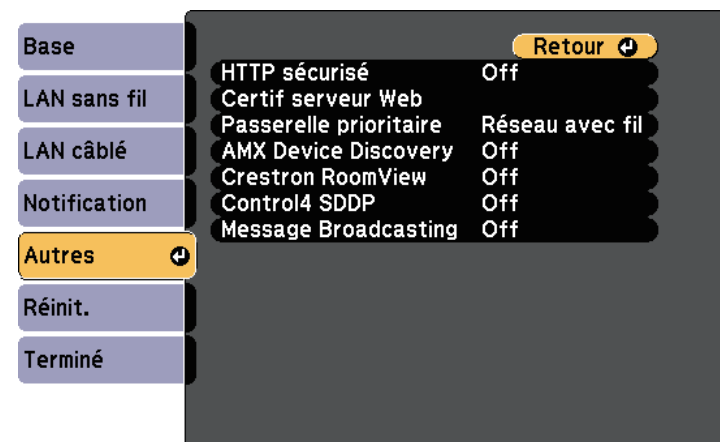 Base
LAN sans fil
LAN câblé
Notification
Autres
Réinit.
Terminé
Retour
HTTP sécurisé Off
Certif serveur Web
Passerelle prioritaire Réseau avec fil
AMX Device Discovery Off
Crestron RoomView Off
Control4 SDDP Off
Message Broadcasting Off